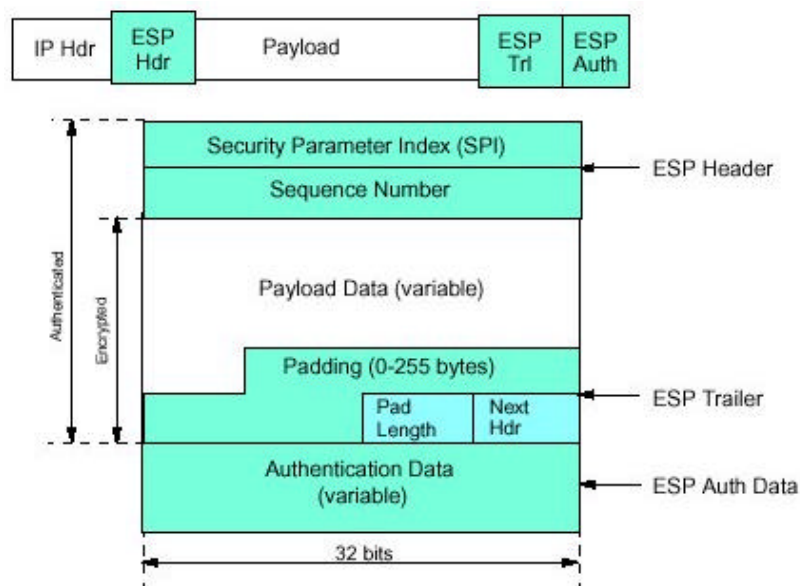 IP Hdr
ESP
Hdr
Payload
ESP
Trl
ESP
Auth
Security Parameter Index (SPI)
ESP Header
Sequence Number
Authenticated
Encrypted
Payload Data (variable)
Padding (0-255 bytes)
ESP Trailer
Pad
Length
Next
Hdr
Authentication Data
(variable)
ESP Auth Data
32 bits